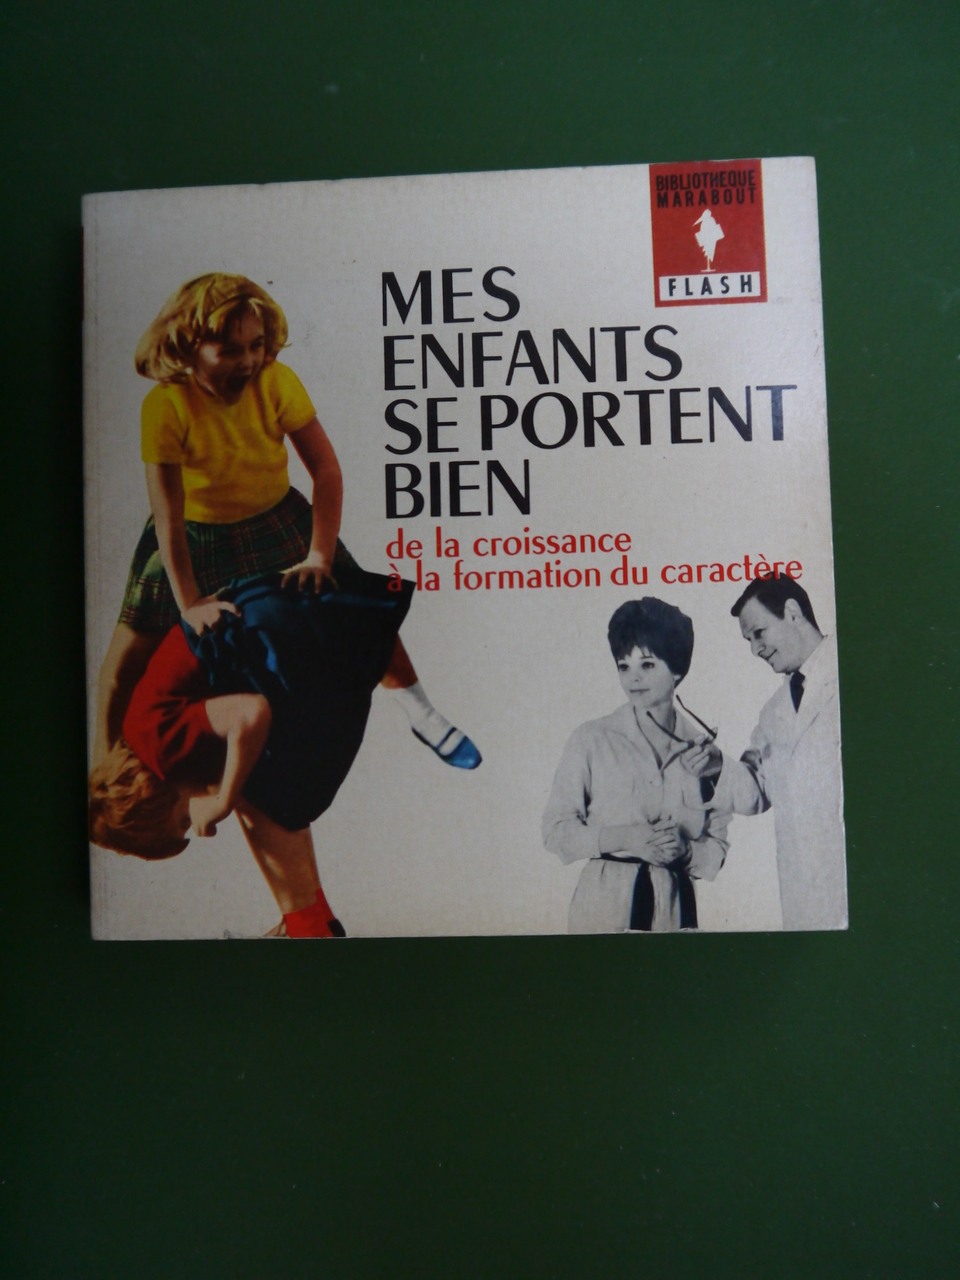 BIBLIOTHEQUE
MARABOUT
FLASH
MES
ENFANTS
SE PORTENT
BIEN
de la croissance
à la formation du caractère